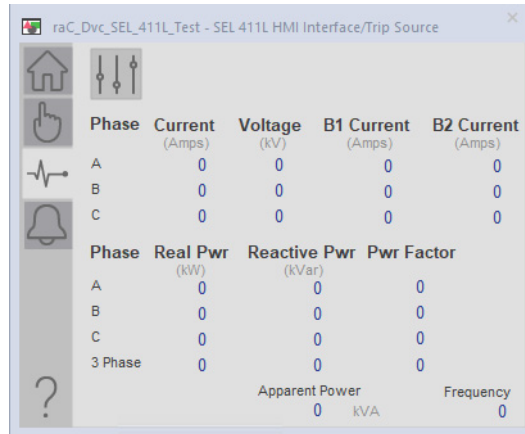 raC_Dvc_SEL_411L_Test - SEL 411L HMI Interface/Trip Source
Phase Current Voltage B1 Current B2 Current
(Amps) (kV) (Amps) (Amps)
A 0 0 0 0
B 0 0 0 0
C 0 0 0 0
Phase Real Pwr Reactive Pwr Pwr Factor
(kW) (kVar)
A 0 0 0
B 0 0 0
C 0 0 0
3 Phase 0 0 0
Apparent Power Frequency
0 kVA 0
?